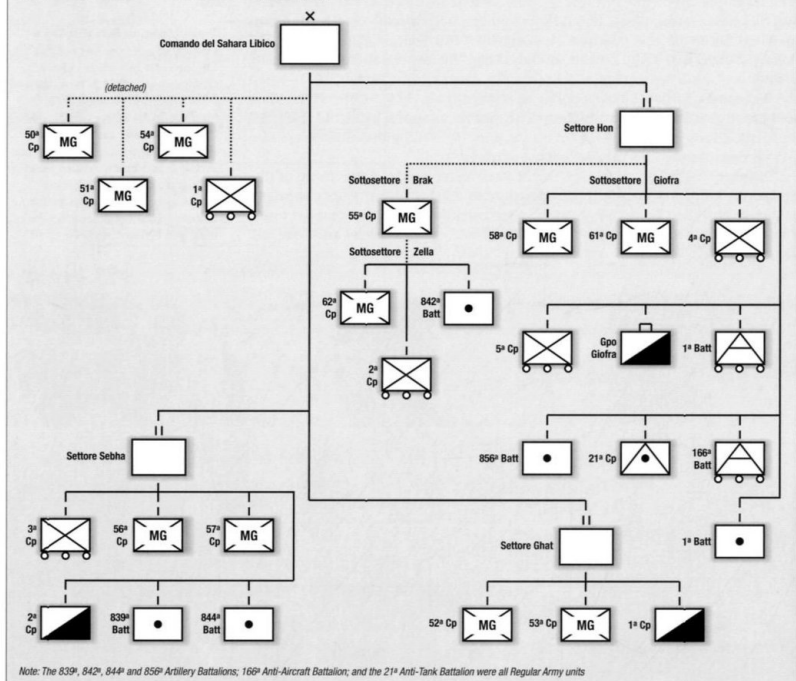 Comando del Sahara Libico
(detached)
50ª
Cp
MG
54ª
Cp
MG
51ª
Cp
MG
1ª
Cp
Settore Hon
Sottosettore Brak
55ª Cp
MG
Sottosettore Zella
62ª
Cp
MG
842ª
Batt
2ª
Cp
Sottosettore Giofra
58ª Cp
MG
61ª Cp
MG
4ª Cp
5ª Cp
Gpo
Giofra
1ª Batt
856ª Batt
21ª Cp
166ª
Batt
1ª Batt
Settore Sebha
3ª
Cp
56ª
Cp
MG
57ª
Cp
MG
2ª
Cp
839ª
Batt
844ª
Batt
Settore Ghat
52ª Cp
MG
53ª Cp
MG
1ª Cp
Note: The 839ª, 842ª, 844ª and 856ª Artillery Battalions; 166ª Anti-Aircraft Battalion; and the 21ª Anti-Tank Battalion were all Regular Army units